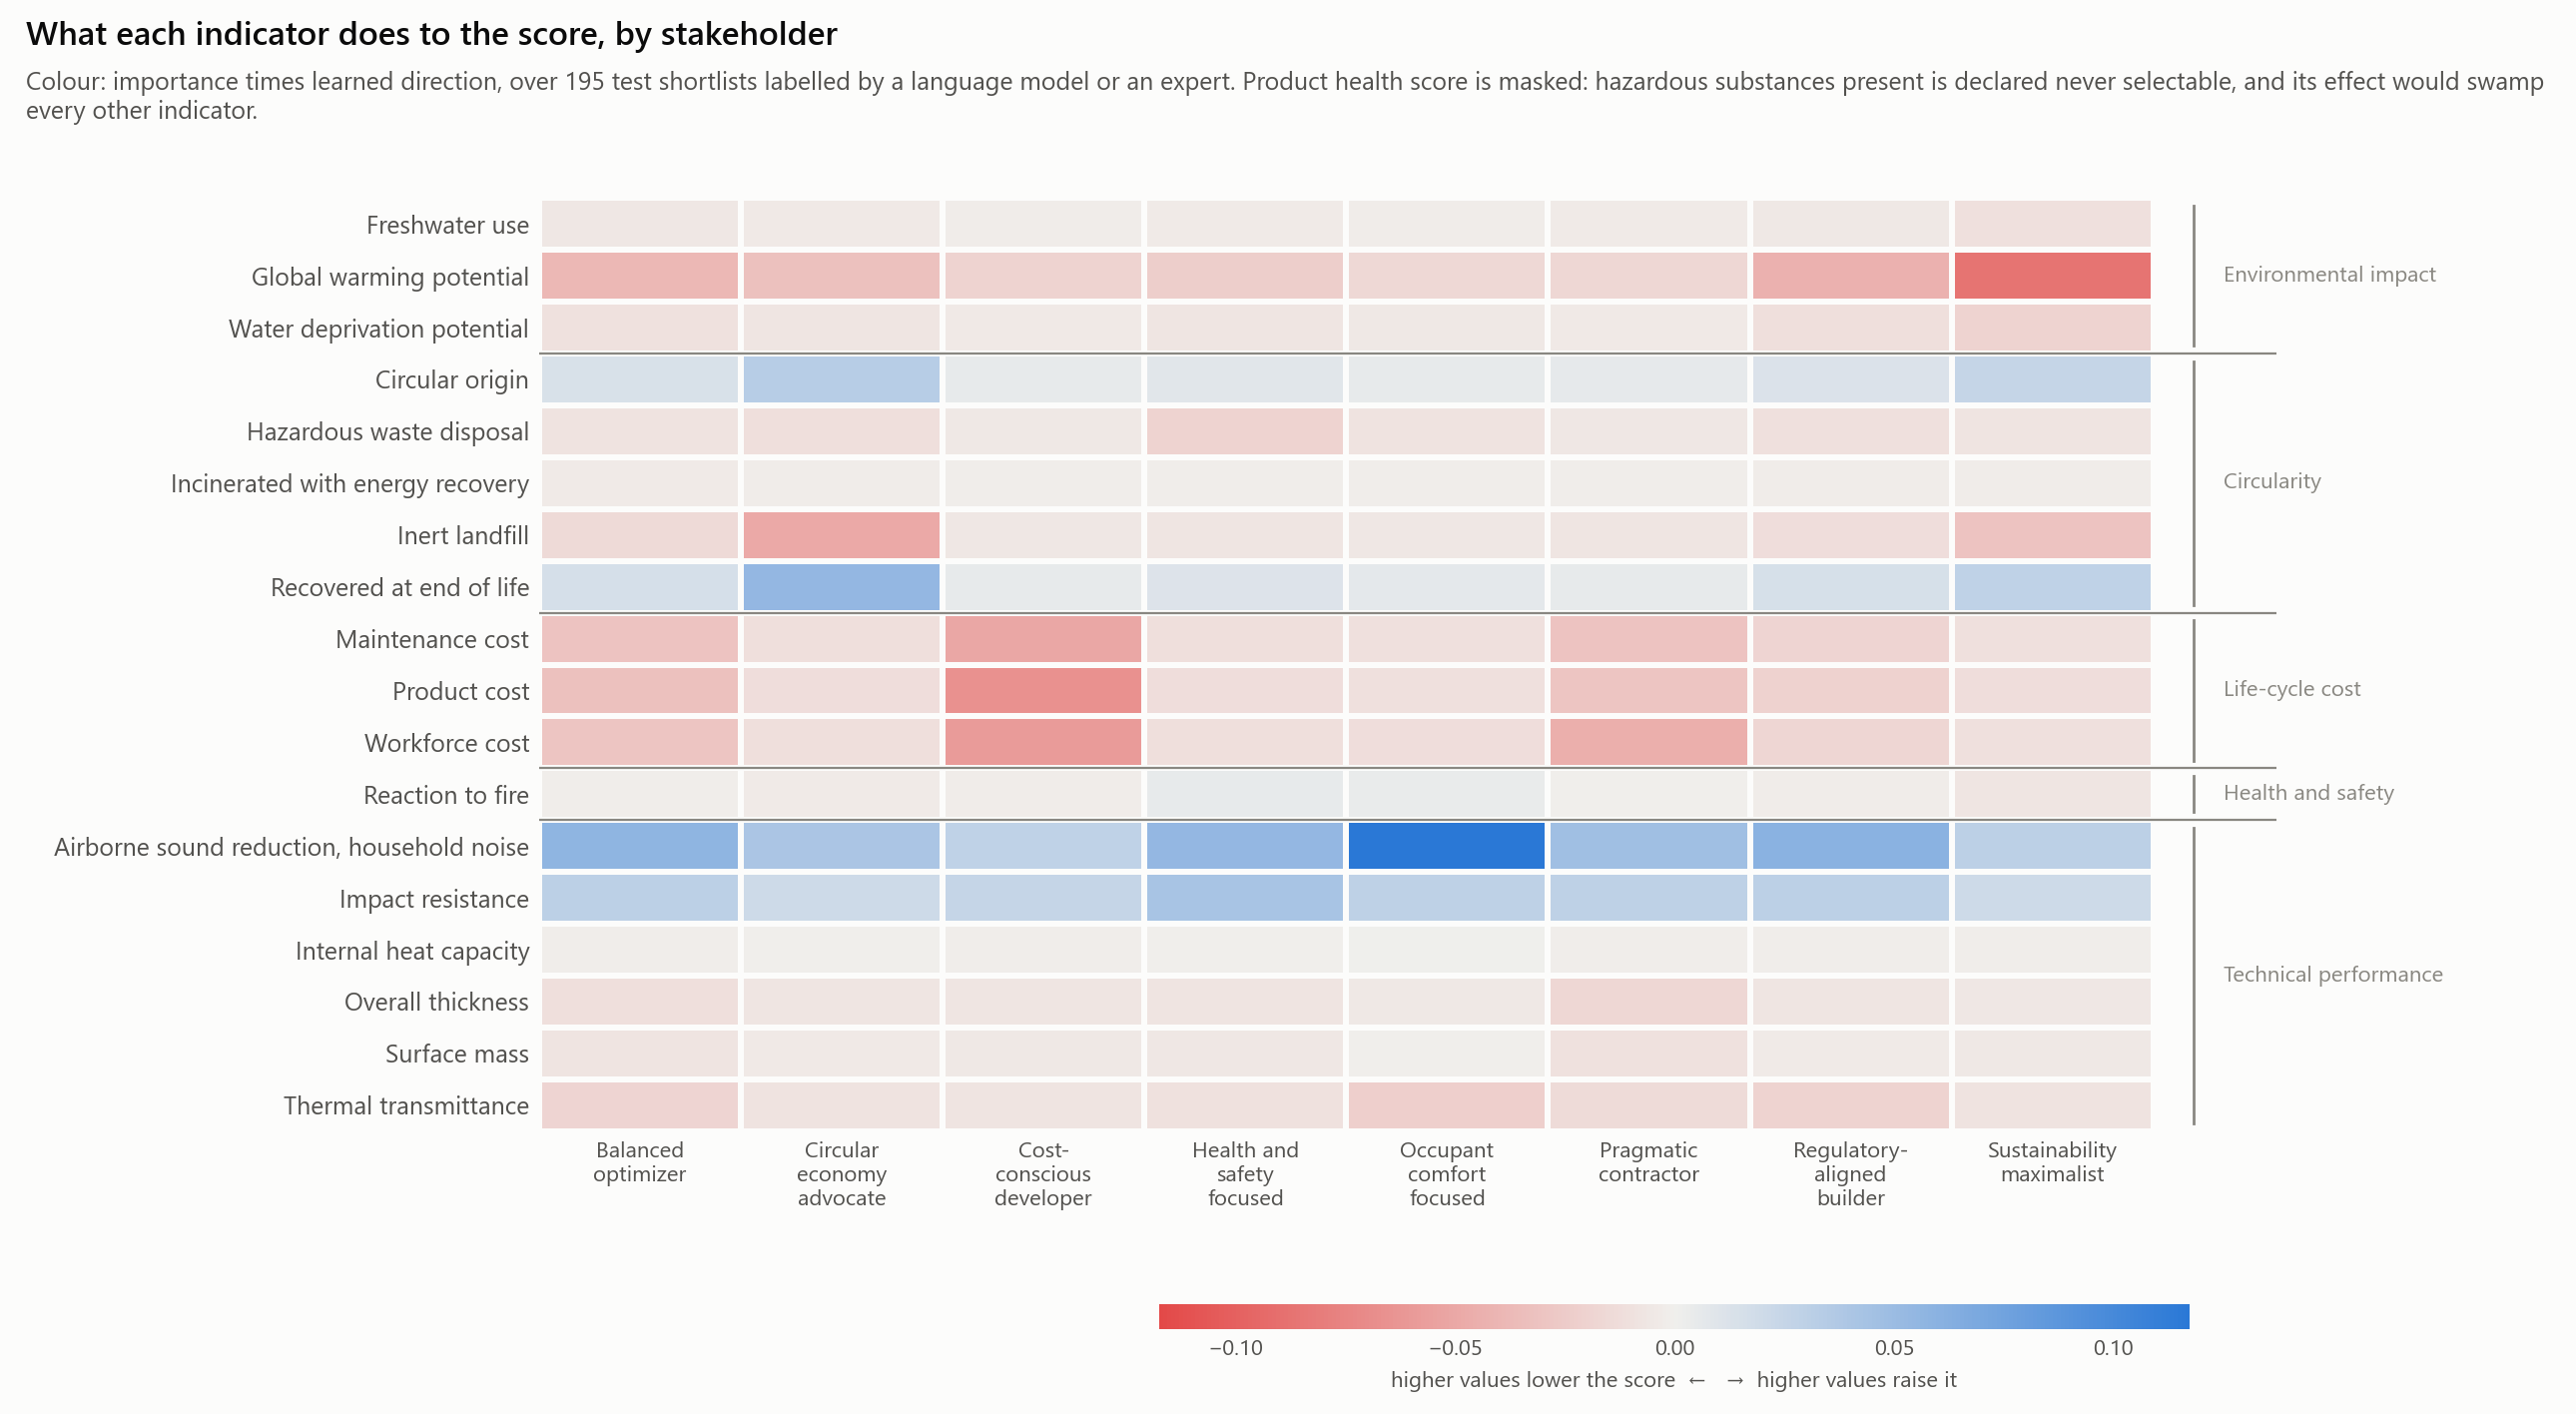 What each indicator does to the score, by stakeholder
Colour: importance times learned direction, over 195 test shortlists labelled by a language model or an expert. Product health score is masked: hazardous substances present is declared never selectable, and its effect would swamp
every other indicator.
Freshwater use
Global warming potential
Environmental impact
Water deprivation potential
Circular origin
Hazardous waste disposal
Incinerated with energy recovery
Circularity
Inert landfill
Recovered at end of life
Maintenance cost
Product cost
Life-cycle cost
Workforce cost
Reaction to fire
Health and safety
Airborne sound reduction, household noise
Impact resistance
Internal heat capacity
Technical performance
Overall thickness
Surface mass
Thermal transmittance
Balanced
optimizer
Circular
economy
advocate
Cost-
conscious
developer
Health and
safety
focused
Occupant
comfort
focused
Pragmatic
contractor
Regulatory-
aligned
builder
Sustainability
maximalist
−0.10 −0.05 0.00 0.05 0.10
higher values lower the score ← → higher values raise it